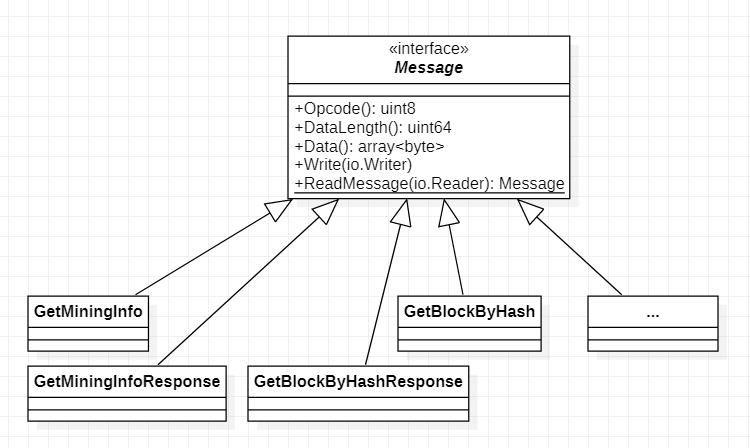 «interface»
Message
+Opcode(): uint8
+DataLength(): uint64
+Data(): array<byte>
+Write(io.Writer)
+ReadMessage(io.Reader): Message
GetMiningInfo
GetBlockByHash
...
GetMiningInfoResponse
GetBlockByHashResponse